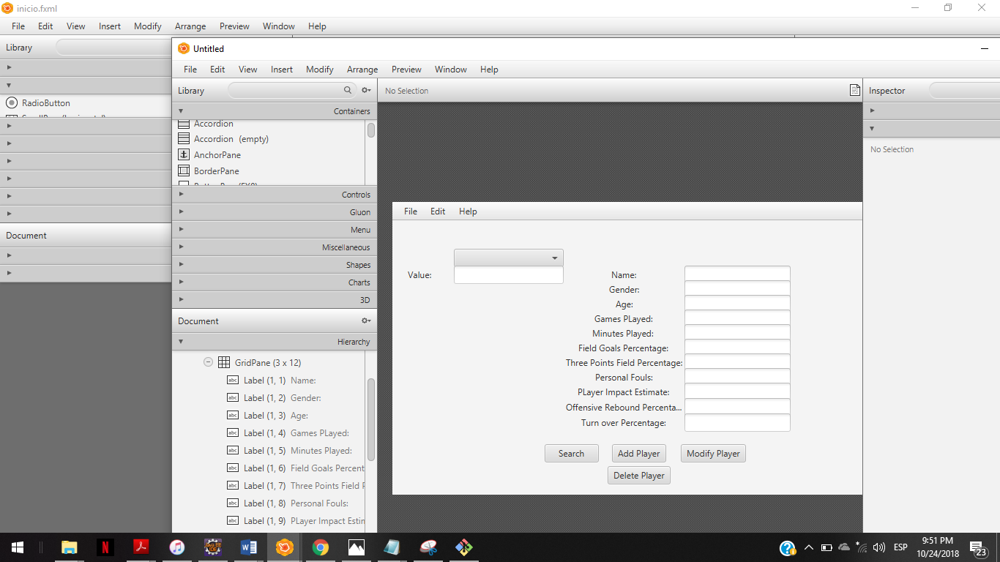 inicio.fxml
File Edit View Insert Modify Arrange Preview Window Help
Library
RadioButton
Document
Untitled
File Edit View Insert Modify Arrange Preview Window Help
Library
Containers
Accordion
Accordion (empty)
AnchorPane
BorderPane
Controls
Gluon
Menu
Miscellaneous
Shapes
Charts
3D
Document
Hierarchy
GridPane (3 x 12)
Label (1, 1) Name:
Label (1, 2) Gender:
Label (1, 3) Age:
Label (1, 4) Games PLayed:
Label (1, 5) Minutes Played:
Label (1, 6) Field Goals Percent
Label (1, 7) Three Points Field
Label (1, 8) Personal Fouls:
Label (1, 9) PLayer Impact Estim
No Selection
File Edit Help
Value:
Name:
Gender:
Age:
Games PLayed:
Minutes Played:
Field Goals Percentage:
Three Points Field Percentage:
Personal Fouls:
PLayer Impact Estimate:
Offensive Rebound Percenta...
Turn over Percentage:
Search Add Player Modify Player
Delete Player
Inspector
No Selection
ESP
9:51 PM
10/24/2018
23